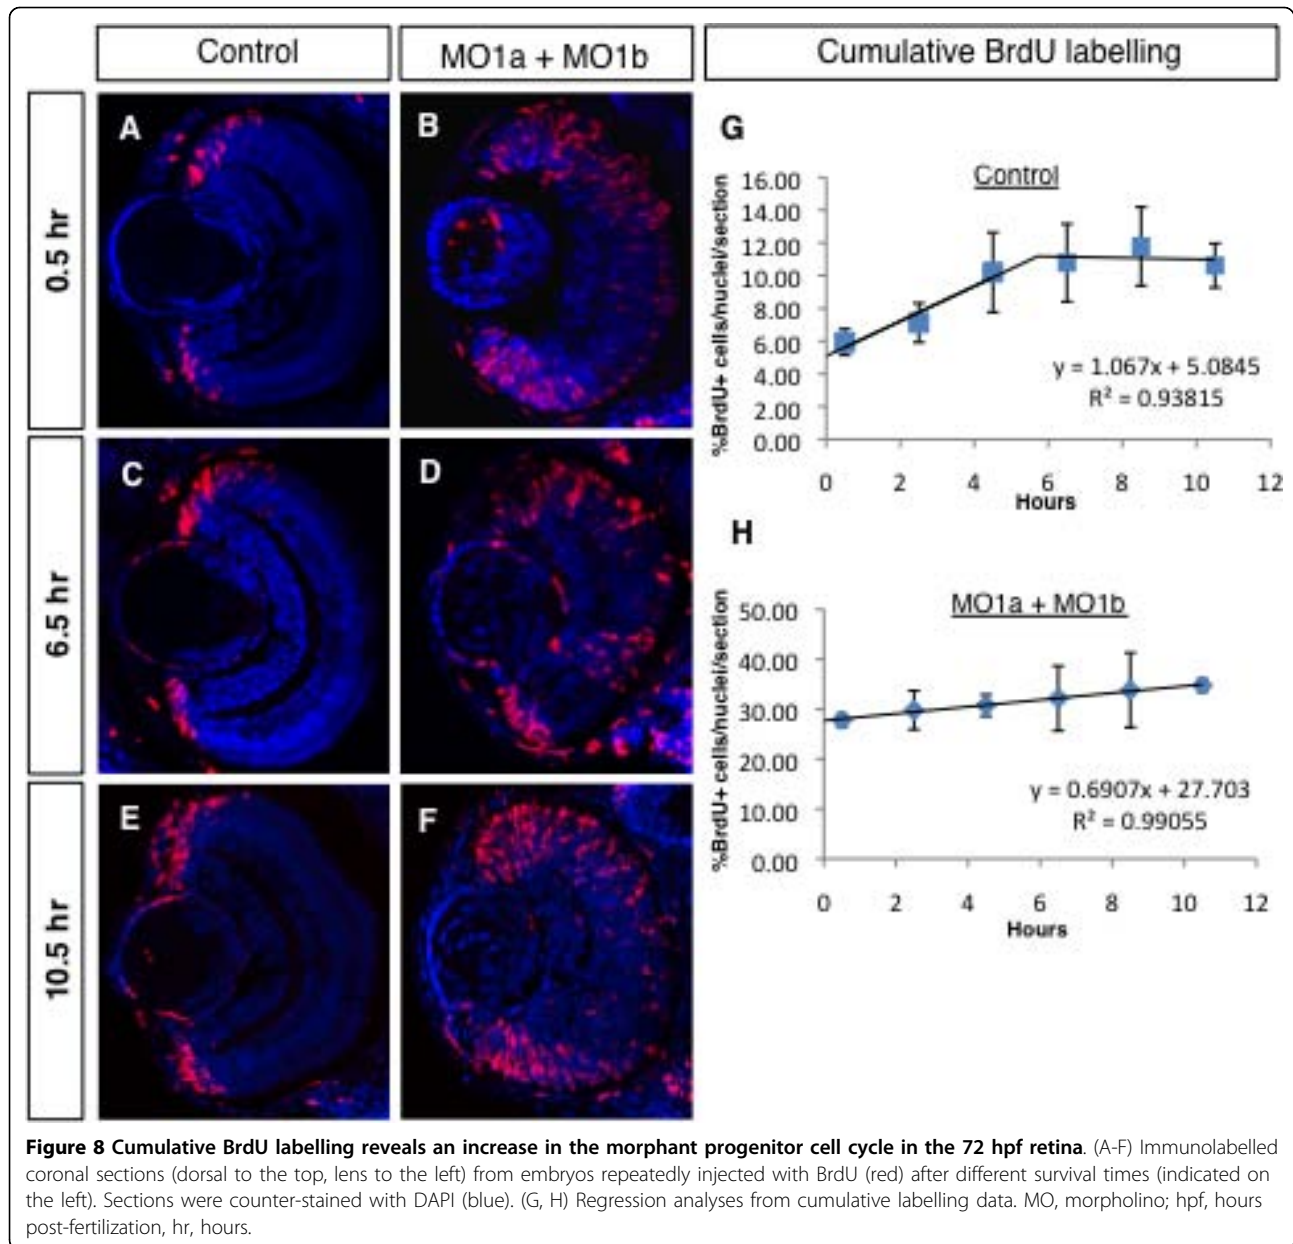 Control
MO1a + MO1b
Cumulative BrdU labelling
0.5 hr
6.5 hr
10.5 hr
A
B
C
D
E
F
G
Control
%BrdU+ cells/nuclei/section
16.00
14.00
12.00
10.00
8.00
6.00
4.00
2.00
0.00
y = 1.067x + 5.0845
R² = 0.93815
0 2 4 6 8 10 12
Hours
H
MO1a + MO1b
%BrdU+ cells/nuclei/section
50.00
40.00
30.00
20.00
10.00
0.00
y = 0.6907x + 27.703
R² = 0.99055
0 2 4 6 8 10 12
Hours
Figure 8 Cumulative BrdU labelling reveals an increase in the morphant progenitor cell cycle in the 72 hpf retina. (A-F) Immunolabelled
coronal sections (dorsal to the top, lens to the left) from embryos repeatedly injected with BrdU (red) after different survival times (indicated on
the left). Sections were counter-stained with DAPI (blue). (G, H) Regression analyses from cumulative labelling data. MO, morpholino; hpf, hours
post-fertilization, hr, hours.